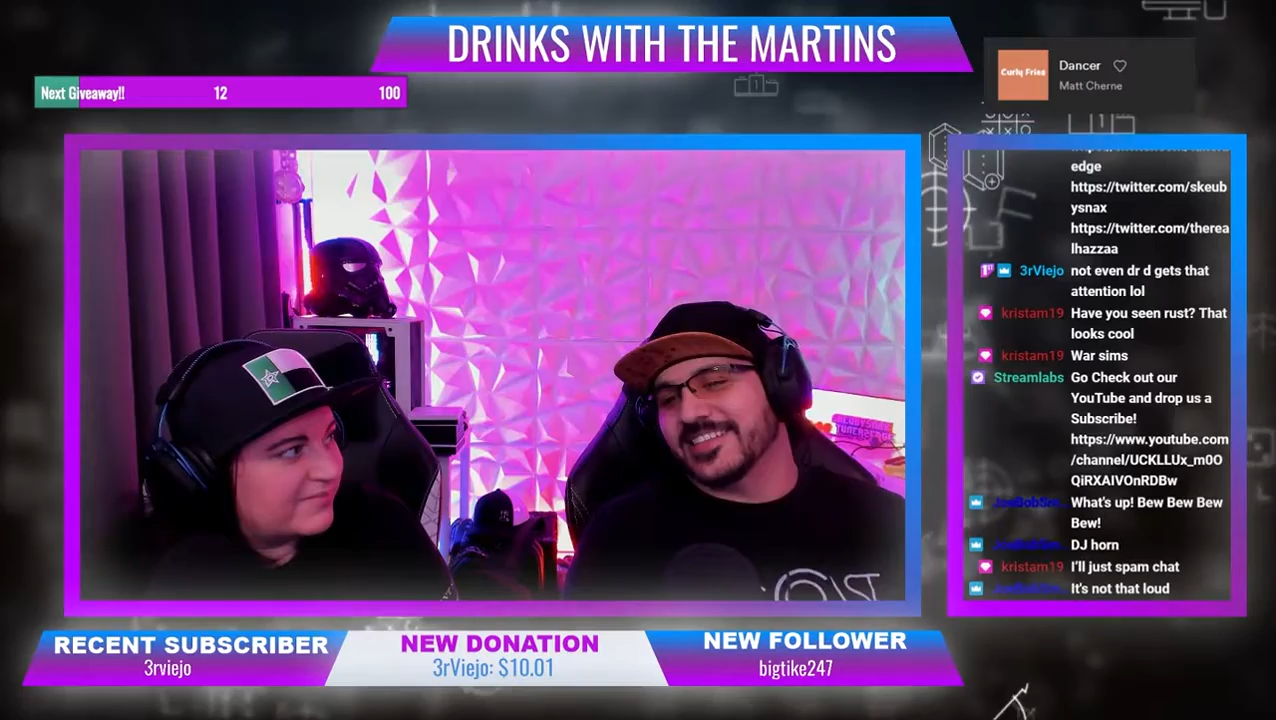 DRINKS WITH THE MARTINS
Next Giveaway!! 12 100
Curly Fries
Dancer
Matt Cherne
edge
https://twitter.com/skeub
ysnax
https://twitter.com/therea
lhazzaa
3rViejo not even dr d gets that
attention lol
kristam19 Have you seen rust? That
looks cool
kristam19 War sims
Streamlabs Go Check out our
YouTube and drop us a
Subscribe!
https://www.youtube.com
/channel/UCKLLUx_m0O
QiRXAIVOnRDBw
What's up! Bew Bew Bew
Bew!
DJ horn
kristam19 I'll just spam chat
It's not that loud
RECENT SUBSCRIBER
3rviejo
NEW DONATION
3rViejo: $10.01
NEW FOLLOWER
bigtike247